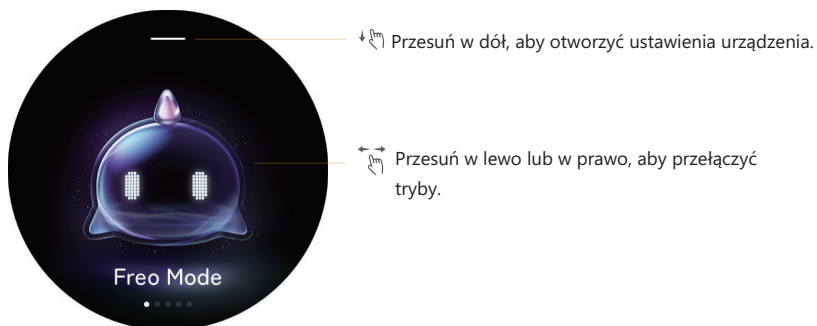 Przesuń w dół, aby otworzyć ustawienia urządzenia.
Przesuń w lewo lub w prawo, aby przełączyć
tryby.
Freo Mode